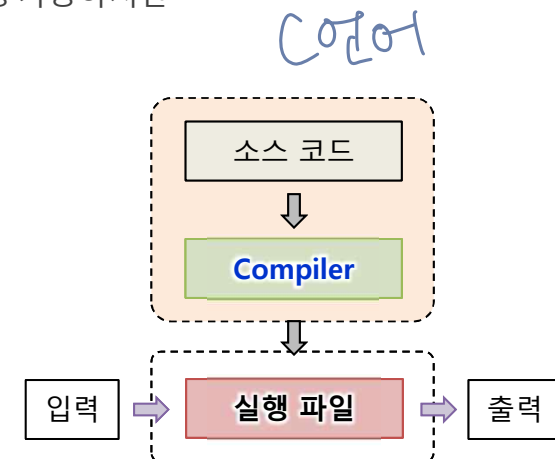 C언어
소스 코드
Compiler
입력
실행 파일
출력